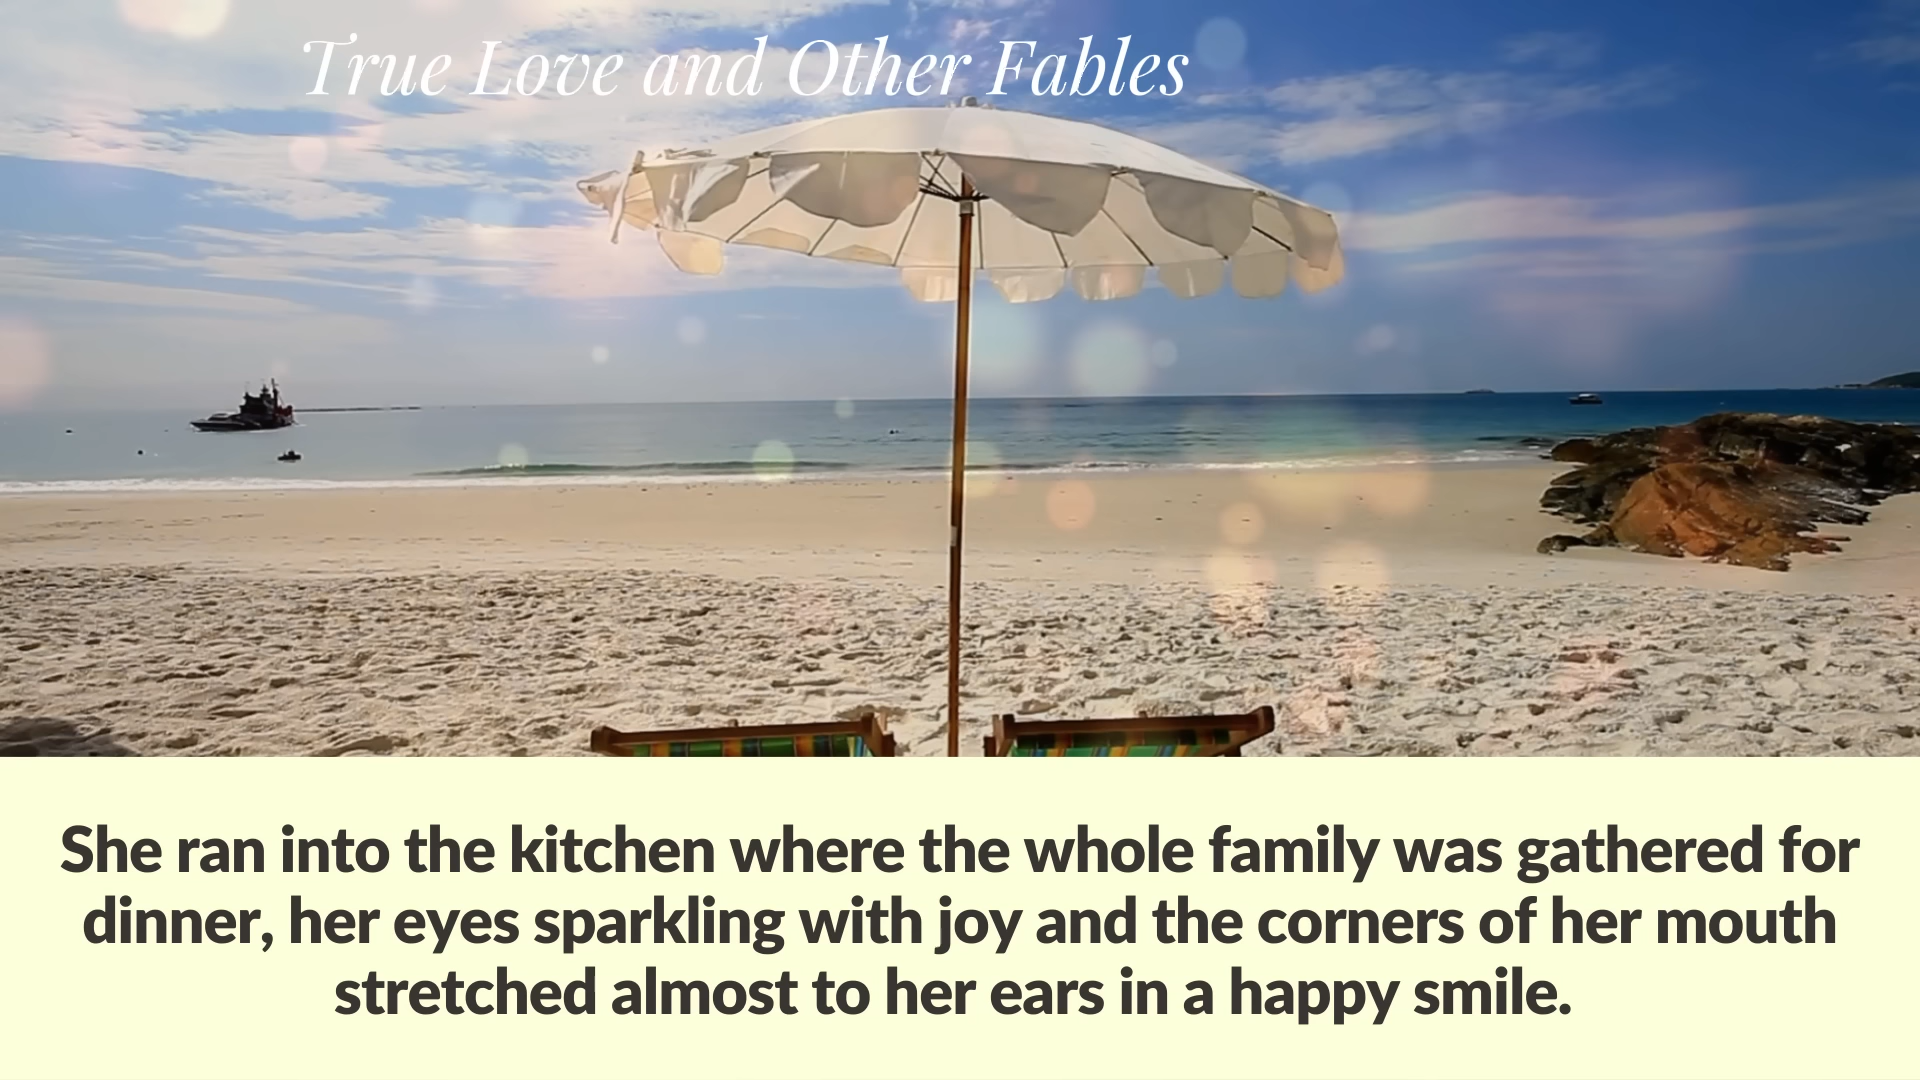 True Love and Other Fables
She ran into the kitchen where the whole family was gathered for
dinner, her eyes sparkling with joy and the corners of her mouth
stretched almost to her ears in a happy smile.